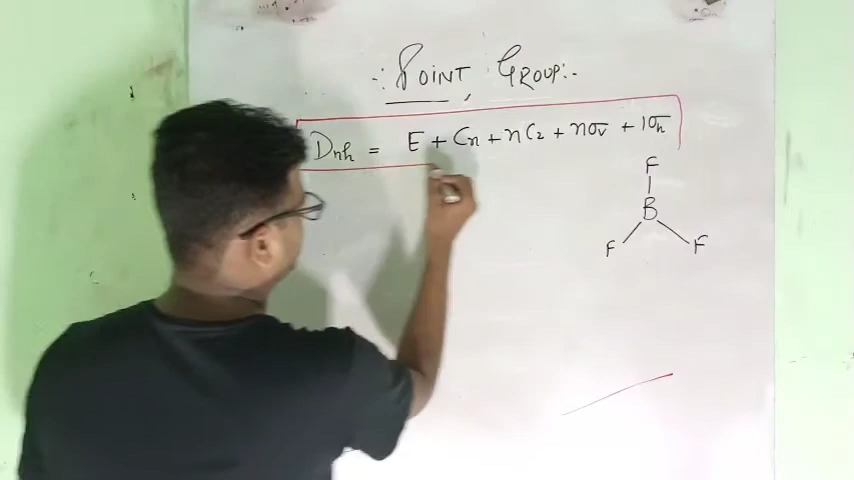 :- POINT GROUP:-
Dnh = E + Cn + nC2 + nσv + 1σh
F
B
F F